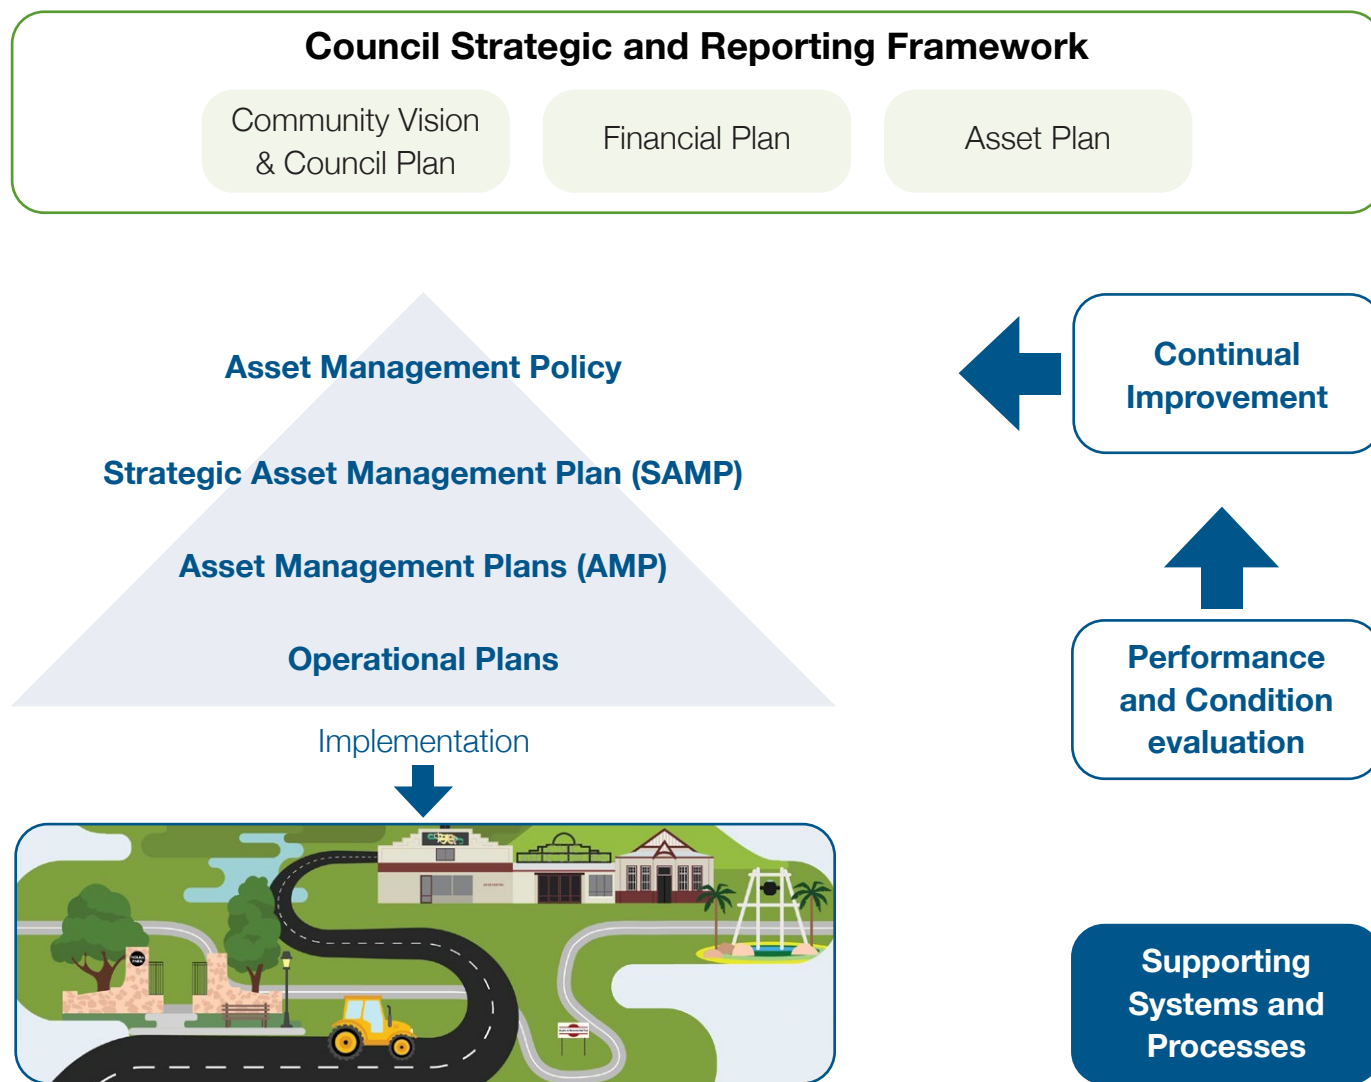 Council Strategic and Reporting Framework
Community Vision
& Council Plan
Financial Plan
Asset Plan
Asset Management Policy
Strategic Asset Management Plan (SAMP)
Asset Management Plans (AMP)
Operational Plans
Implementation
Continual
Improvement
Performance
and Condition
evaluation
Supporting
Systems and
Processes